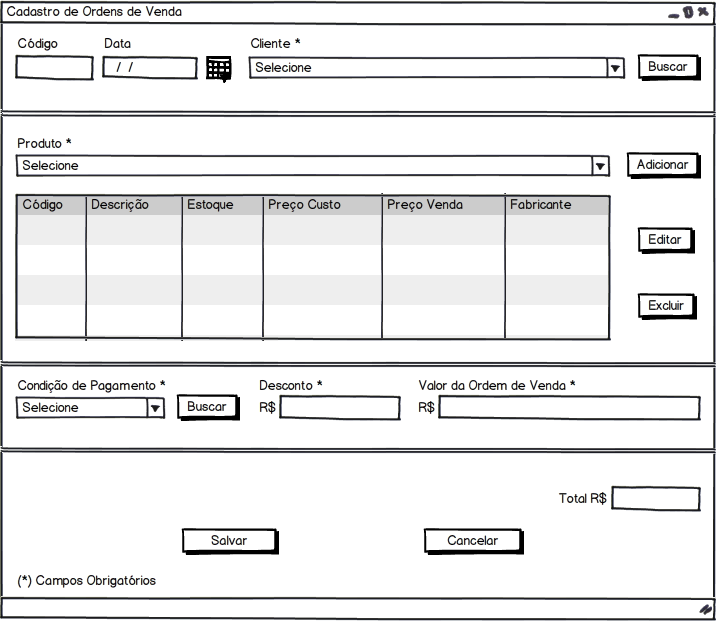 Cadastro de Ordens de Venda
Código Data Cliente *
/ / Selecione Buscar
Produto *
Selecione Adicionar
Código Descrição Estoque Preço Custo Preço Venda Fabricante
Editar
Excluir
Condição de Pagamento * Desconto * Valor da Ordem de Venda *
Selecione Buscar R$ R$
Total R$
Salvar Cancelar
(*) Campos Obrigatórios